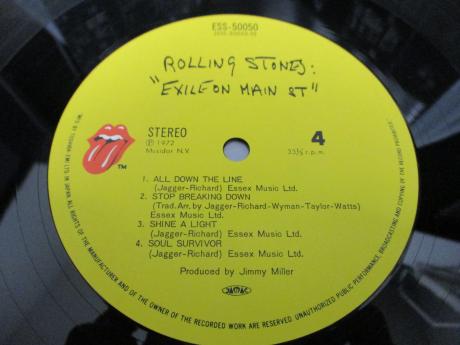 ESS-50050
ROLLING STONES:
"EXILE ON MAIN ST"
STEREO
Ⓟ1972
Musidor N.V.
4
33⅓ r.p.m.
TM
1. ALL DOWN THE LINE
(Jagger-Richard) Essex Music Ltd.
2. STOP BREAKING DOWN
(Trad. Arr. by Jagger-Richard-Wyman-Taylor-Watts)
Essex Music Ltd.
3. SHINE A LIGHT
(Jagger-Richard) Essex Music Ltd.
4. SOUL SURVIVOR
(Jagger-Richard) Essex Music Ltd.
Produced by Jimmy Miller
JASRAC
ALL RIGHTS OF THE MANUFACTURER AND OF THE OWNER OF THE RECORDED WORK ARE RESERVED. UNAUTHORIZED PUBLIC PERFORMANCE, BROADCASTING AND COPYING OF THE RECORD PROHIBITED.